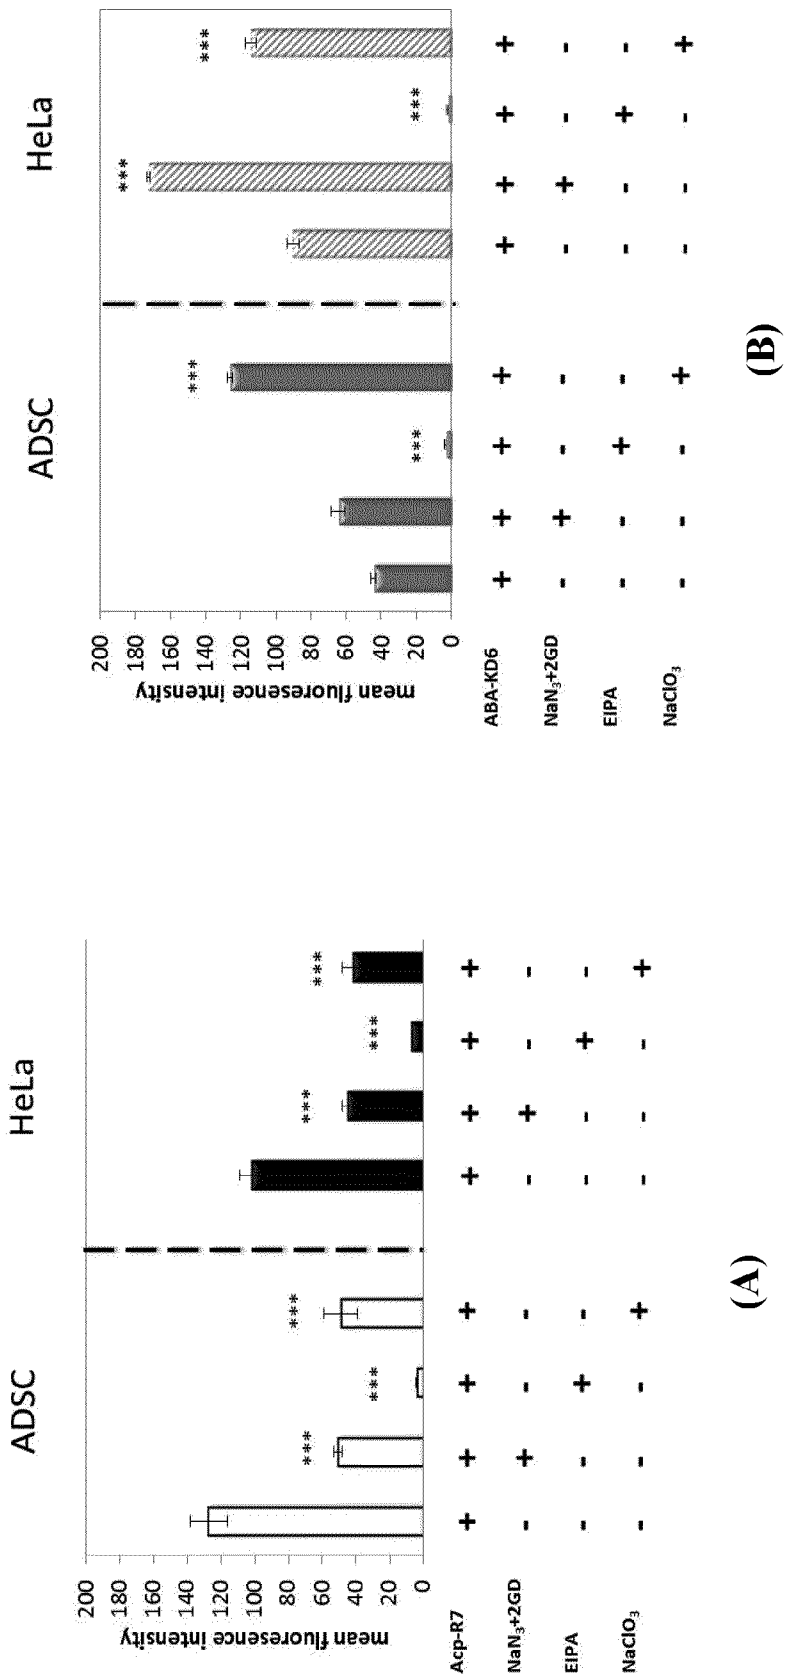 ADSC HeLa
mean fluoresence intensity
200
180
160
140
120
100
80
60
40
20
0
*** *** *** *** *** ***
Acp-R7 + + + + + + + +
NaN₃+2GD - + - - - + - -
EIPA - - + - - - + -
NaClO₃ - - - + - - - +
(A)
ADSC HeLa
mean fluoresence intensity
200
180
160
140
120
100
80
60
40
20
0
*** *** *** *** ***
ABA-KD6 + + + + + + + +
NaN₃+2GD - + - - - + - -
EIPA - - + - - - + -
NaClO₃ - - - + - - - +
(B)